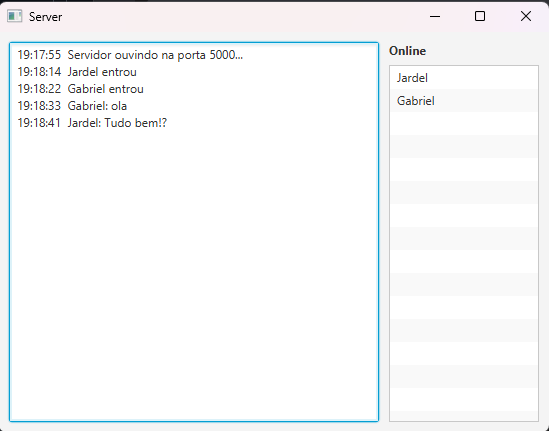 Server
19:17:55 Servidor ouvindo na porta 5000...
19:18:14 Jardel entrou
19:18:22 Gabriel entrou
19:18:33 Gabriel: ola
19:18:41 Jardel: Tudo bem!?
Online
Jardel
Gabriel